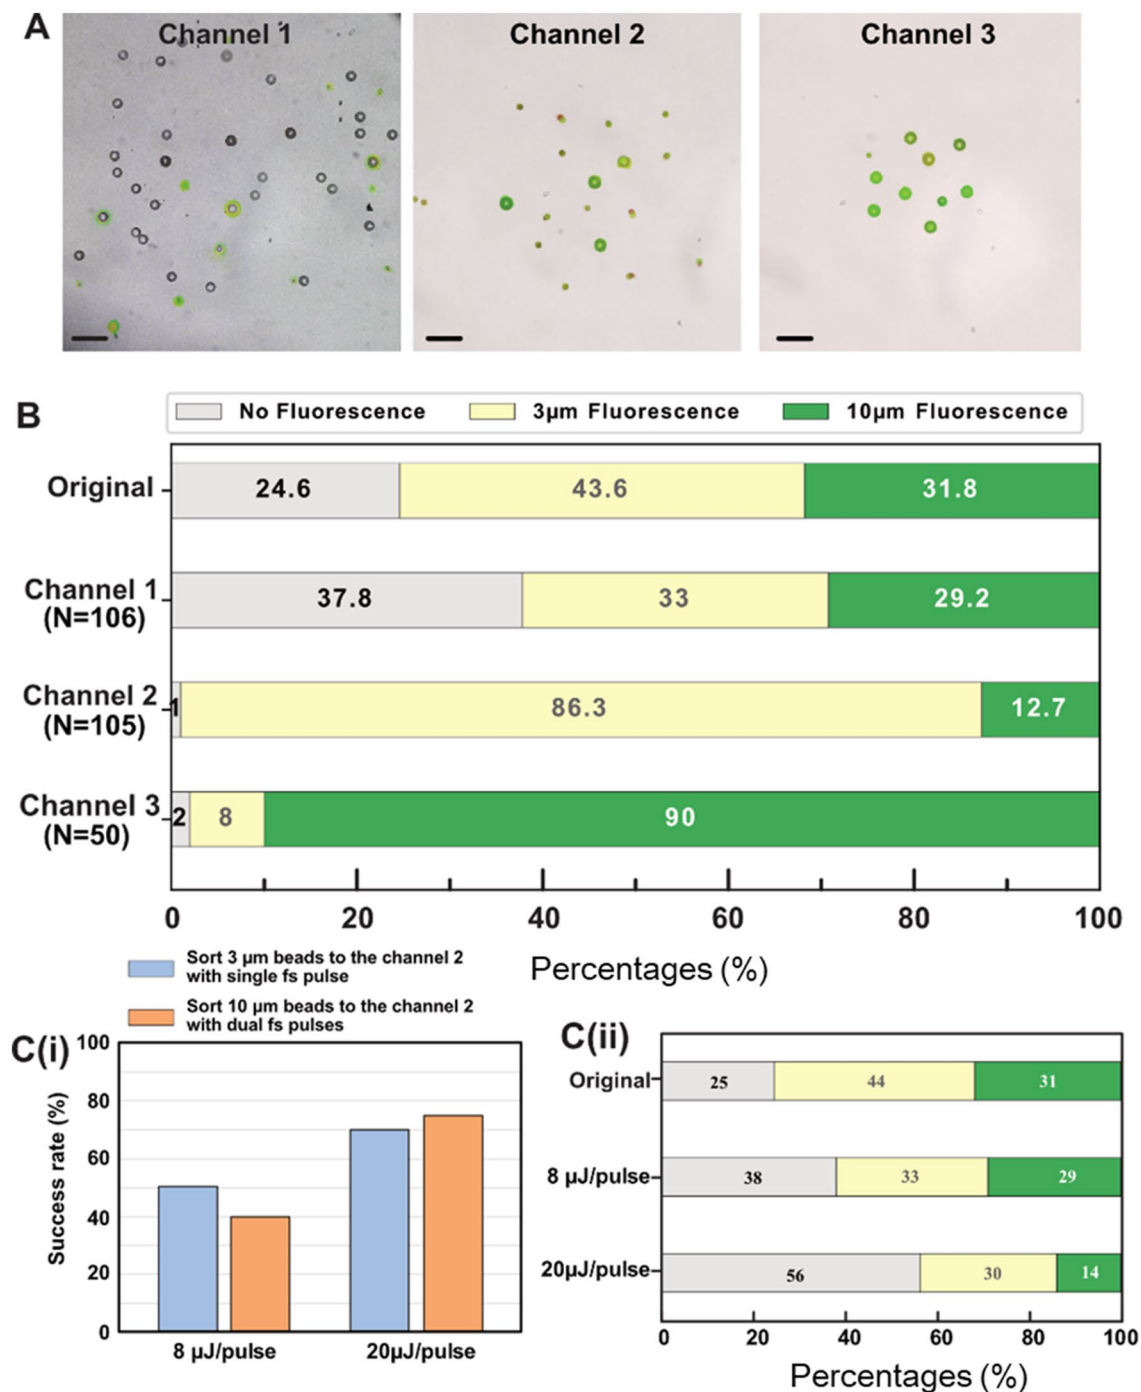 A
Channel 1
Channel 2
Channel 3
B
No Fluorescence
3µm Fluorescence
10µm Fluorescence
Original
24.6
43.6
31.8
Channel 1
(N=106)
37.8
33
29.2
Channel 2
(N=105)
1
86.3
12.7
Channel 3
(N=50)
2
8
90
0
20
40
60
80
100
Percentages (%)
Sort 3 µm beads to the channel 2
with single fs pulse
Sort 10 µm beads to the channel 2
with dual fs pulses
C(i)
100
80
60
40
20
0
Success rate (%)
8 µJ/pulse
20µJ/pulse
C(ii)
Original
25
44
31
8 µJ/pulse
38
33
29
20µJ/pulse
56
30
14
0
20
40
60
80
100
Percentages (%)